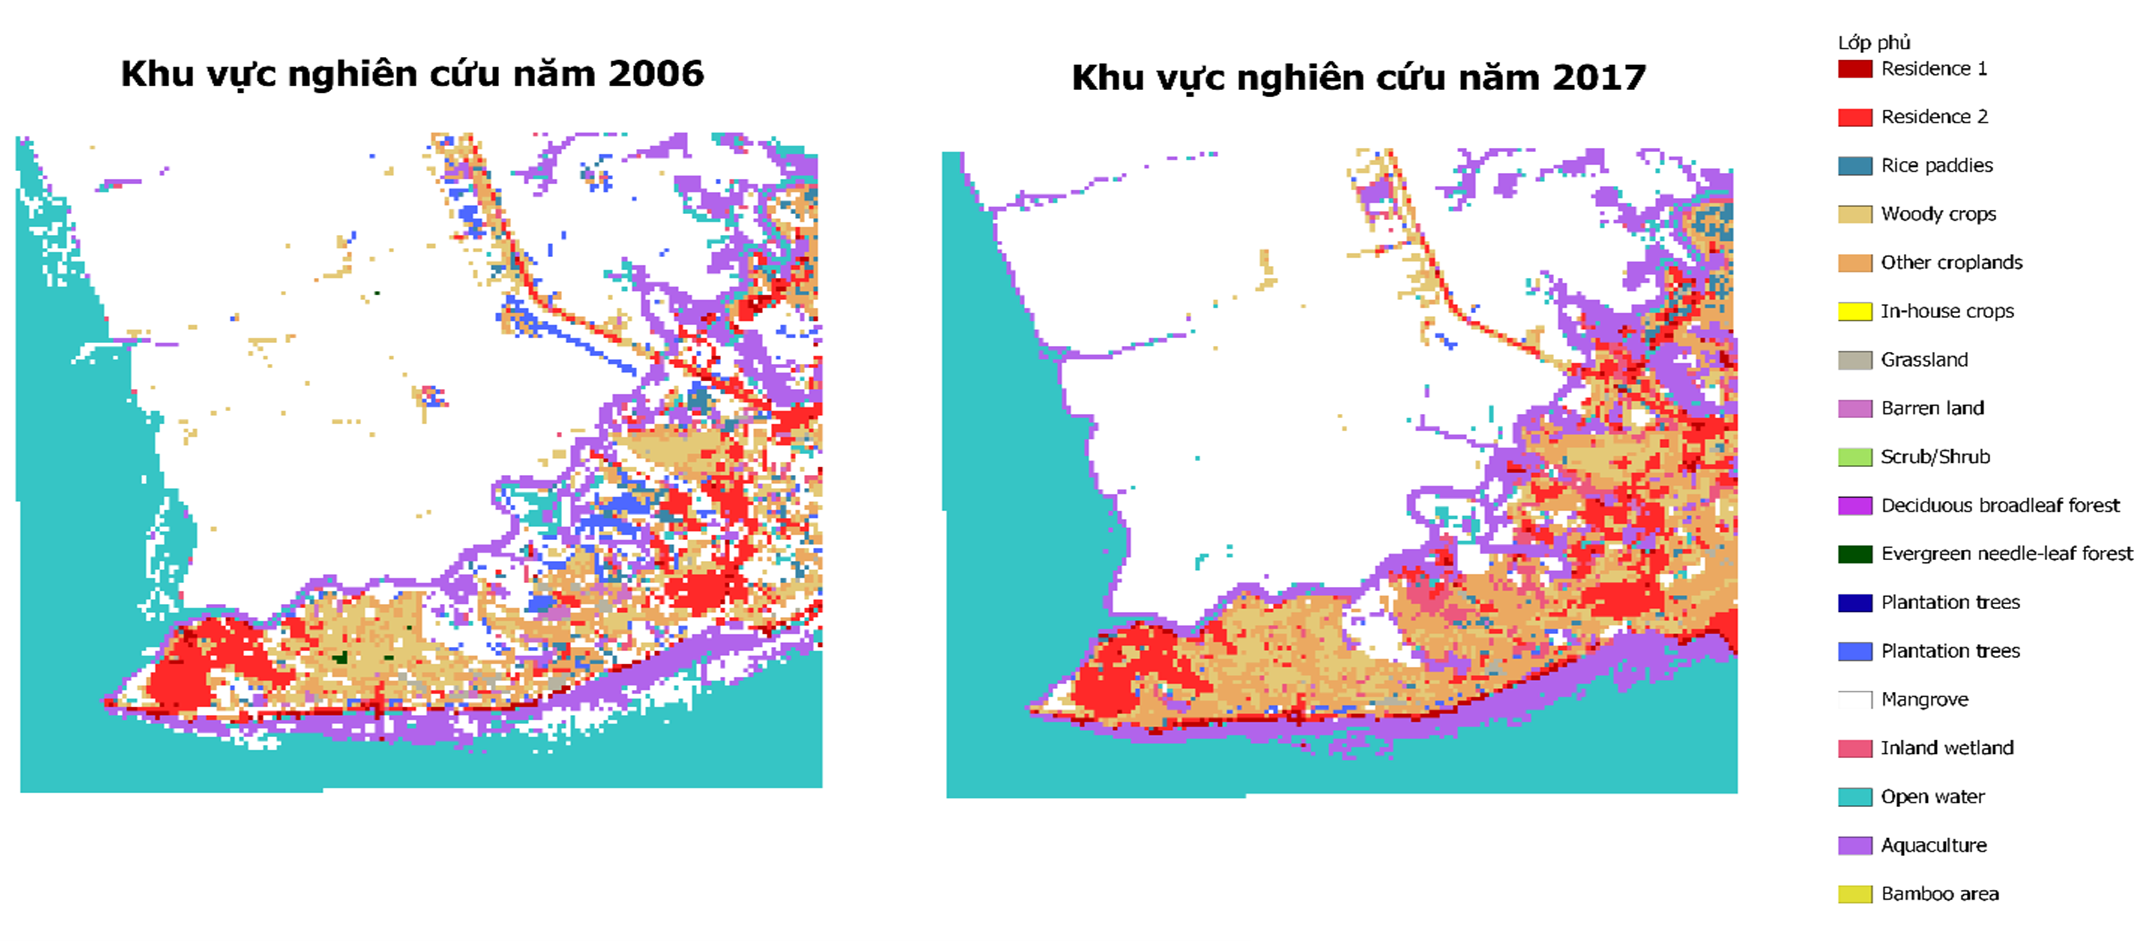 Khu vực nghiên cứu năm 2006
Khu vực nghiên cứu năm 2017
Lớp phủ
Residence 1
Residence 2
Rice paddies
Woody crops
Other croplands
In-house crops
Grassland
Barren land
Scrub/Shrub
Deciduous broadleaf forest
Evergreen needle-leaf forest
Plantation trees
Plantation trees
Mangrove
Inland wetland
Open water
Aquaculture
Bamboo area